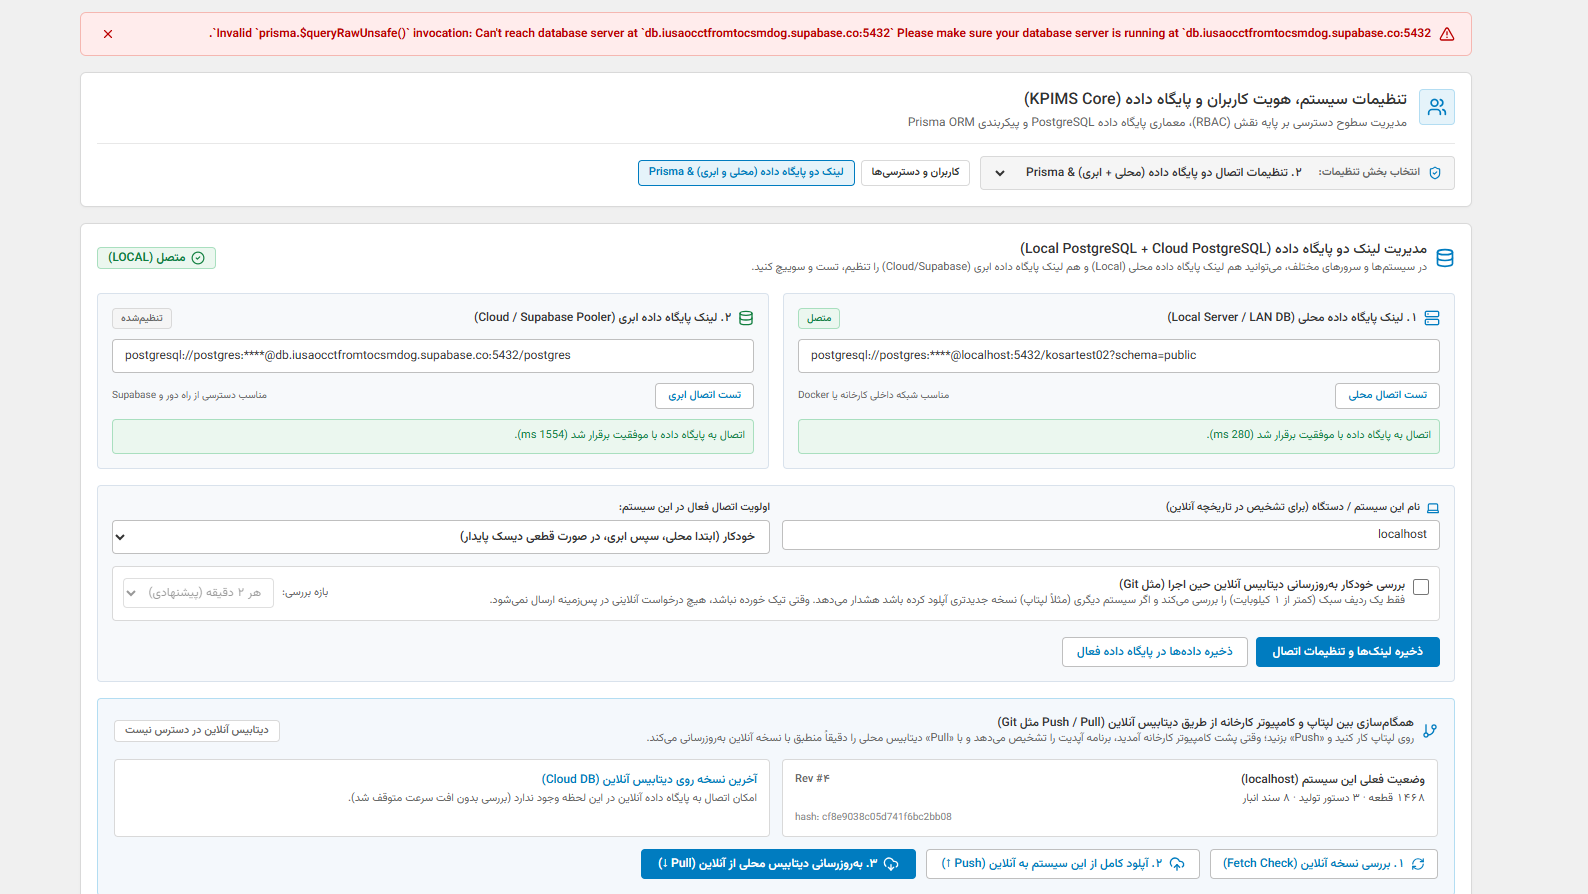 Invalid `prisma.$queryRawUnsafe()` invocation: Can't reach database server at `db.iusaocctfromtocsmdog.supabase.co:5432` Please make sure your database server is running at `db.iusaocctfromtocsmdog.supabase.co:5432`.
تنظیمات سیستم، هویت کاربران و پایگاه داده (KPIMS Core)
مدیریت سطوح دسترسی بر پایه نقش (RBAC)، معماری پایگاه داده PostgreSQL و پیکربندی Prisma ORM
انتخاب بخش تنظیمات: ۲. تنظیمات اتصال دو پایگاه داده (محلی + ابری) & Prisma
کاربران و دسترسی‌ها
لینک دو پایگاه داده (محلی و ابری) & Prisma
مدیریت لینک دو پایگاه داده (Local PostgreSQL + Cloud PostgreSQL)
در سیستم‌ها و سرورهای مختلف، می‌توانید هم لینک پایگاه داده محلی (Local) و هم لینک پایگاه داده ابری (Cloud/Supabase) را تنظیم، تست و سوییچ کنید.
متصل (LOCAL)
۱. لینک پایگاه داده محلی (Local Server / LAN DB)
متصل
postgresql://postgres:****@localhost:5432/kosartest02?schema=public
تست اتصال محلی
مناسب شبکه داخلی کارخانه یا Docker
اتصال به پایگاه داده با موفقیت برقرار شد (280 ms).
۲. لینک پایگاه داده ابری (Cloud / Supabase Pooler)
تنظیم‌شده
postgresql://postgres:****@db.iusaocctfromtocsmdog.supabase.co:5432/postgres
تست اتصال ابری
مناسب دسترسی از راه دور و Supabase
اتصال به پایگاه داده با موفقیت برقرار شد (1554 ms).
نام این سیستم / دستگاه (برای تشخیص در تاریخچه آنلاین)
localhost
اولویت اتصال فعال در این سیستم:
خودکار (ابتدا محلی، سپس ابری، در صورت قطعی دیسک پایدار)
بررسی خودکار به‌روزرسانی دیتابیس آنلاین حین اجرا (مثل Git)
فقط یک ردیف سبک (کمتر از ۱ کیلوبایت) را بررسی می‌کند و اگر سیستم دیگری (مثلاً لپتاپ) نسخه جدیدتری آپلود کرده باشد هشدار می‌دهد. وقتی تیک خورده نباشد، هیچ درخواست آنلاینی در پس‌زمینه ارسال نمی‌شود.
بازه بررسی: هر ۲ دقیقه (پیشنهادی)
ذخیره لینک‌ها و تنظیمات اتصال
ذخیره داده‌ها در پایگاه داده فعال
همگام‌سازی بین لپتاپ و کامپیوتر کارخانه از طریق دیتابیس آنلاین (Push / Pull مثل Git)
روی لپتاپ کار کنید و «Push» بزنید؛ وقتی پشت کامپیوتر کارخانه آمدید، برنامه آپدیت را تشخیص می‌دهد و با «Pull» دیتابیس محلی را دقیقاً منطبق با نسخه آنلاین به‌روزرسانی می‌کند.
دیتابیس آنلاین در دسترس نیست
وضعیت فعلی این سیستم (localhost)
Rev #۴
۱۴۶۸ قطعه · ۳ دستور تولید · ۸ سند انبار
hash: cf8e9038c05d741f6bc2bb08
آخرین نسخه روی دیتابیس آنلاین (Cloud DB)
امکان اتصال به پایگاه داده آنلاین در این لحظه وجود ندارد (بررسی بدون افت سرعت متوقف شد).
۱. بررسی نسخه آنلاین (Fetch Check)
۲. آپلود کامل از این سیستم به آنلاین (Push ↑)
۳. به‌روزرسانی دیتابیس محلی از آنلاین (Pull ↓)